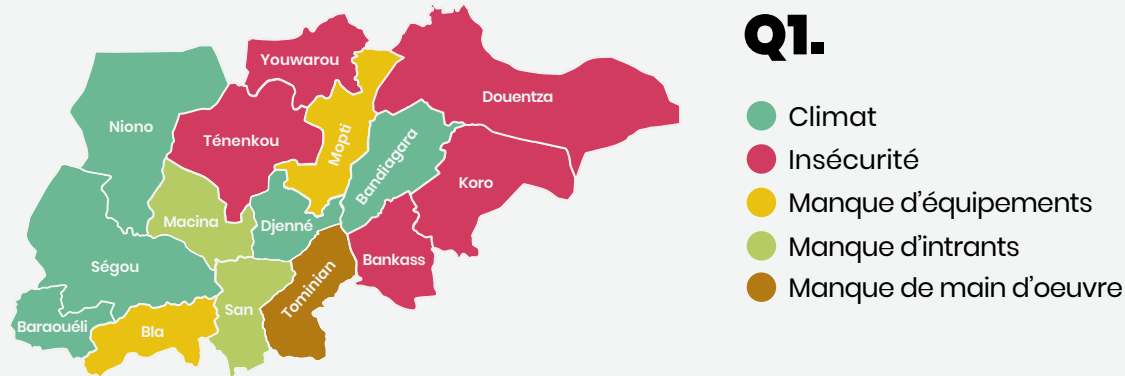 Q1.
Climat
Insécurité
Manque d'équipements
Manque d'intrants
Manque de main d'oeuvre
Youwarou
Douentza
Niono
Ténenkou
Mopti
Bandiagara
Koro
Macina
Djenné
Bankass
Ségou
Tominian
San
Baraouéli
Bla